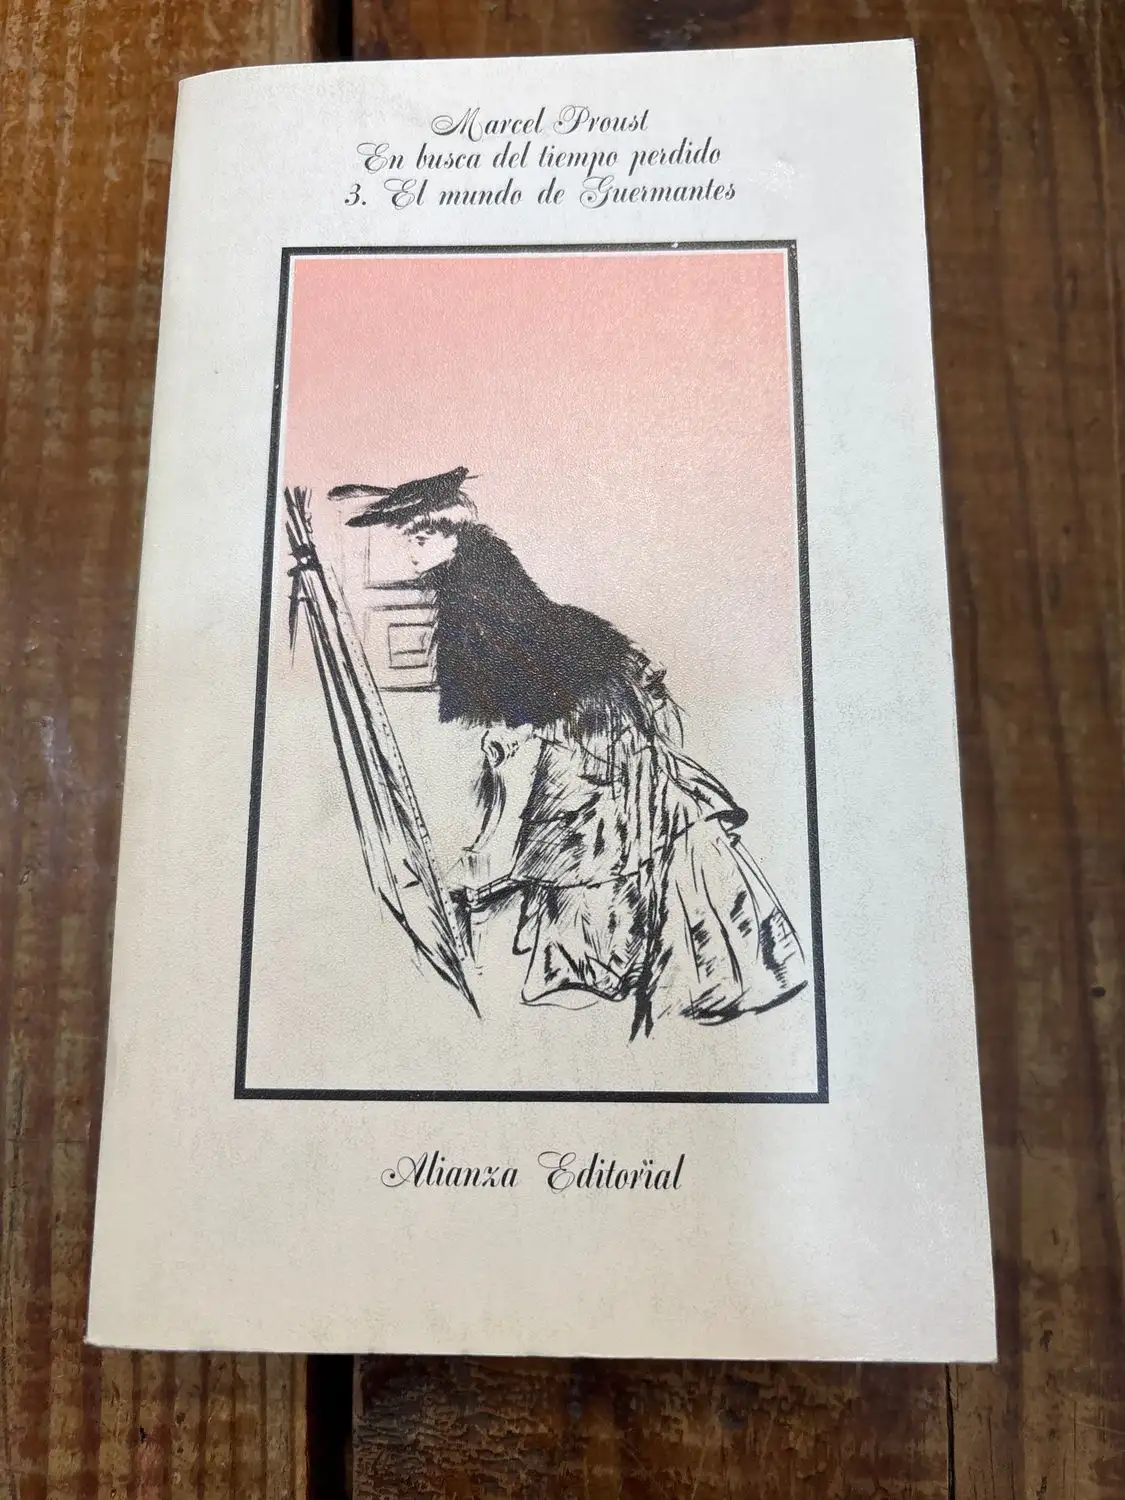 Marcel Proust
En busca del tiempo perdido
3. El mundo de Guermantes
Alianza Editorial